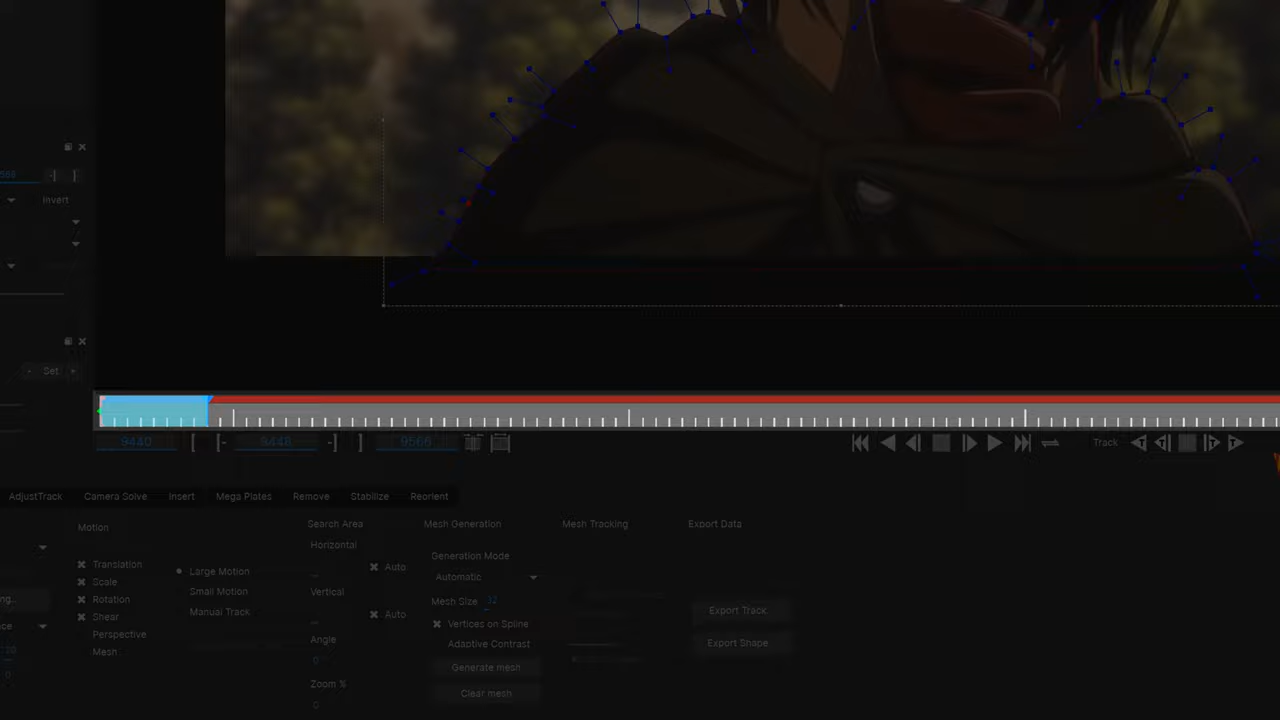 Invert
Set
9440 [ [- 9448 -] ] 9566
Track
AdjustTrack Camera Solve Insert Mega Plates Remove Stabilize Reorient
Motion
Search Area
Mesh Generation
Mesh Tracking
Export Data
Horizontal
Auto
Generation Mode
Automatic
Translation
Scale
Rotation
Shear
Perspective
Mesh
Large Motion
Small Motion
Manual Track
Vertical
Auto
Mesh Size 32
Vertices on Spline
Adaptive Contrast
Angle
0
Zoom %
0
Generate mesh
Clear mesh
Export Track
Export Shape